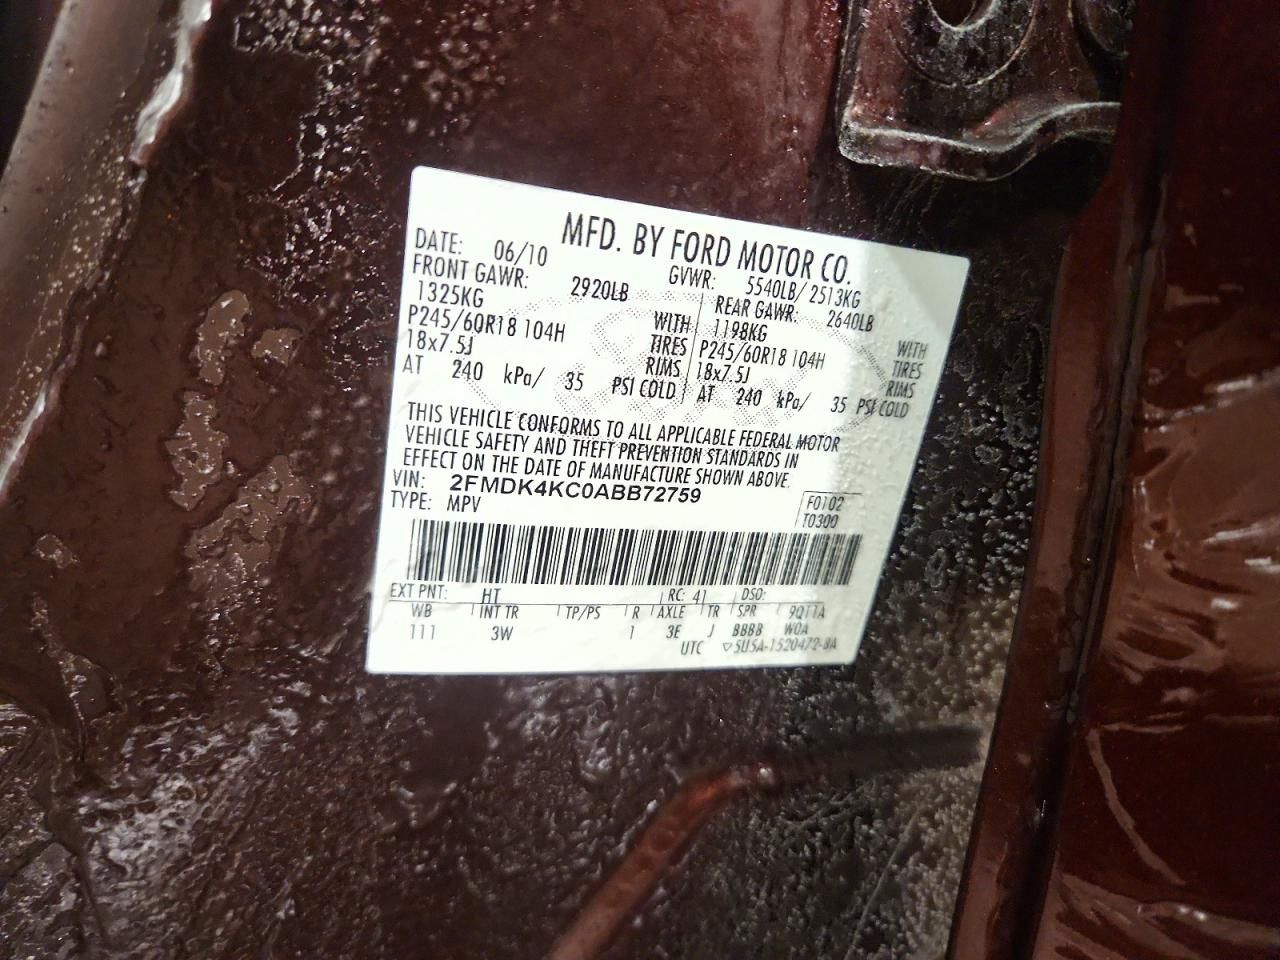 MFD. BY FORD MOTOR CO.
DATE: 06/10 GVWR: 5540LB/ 2513KG
FRONT GAWR: 2920LB REAR GAWR: 2640LB
1325KG WITH 1198KG WITH
P245/60R18 104H TIRES P245/60R18 104H TIRES
18x7.5J RIMS 18x7.5J RIMS
AT 240 kPa/ 35 PSI COLD AT 240 kPa/ 35 PSI COLD
THIS VEHICLE CONFORMS TO ALL APPLICABLE FEDERAL MOTOR
VEHICLE SAFETY AND THEFT PREVENTION STANDARDS IN
EFFECT ON THE DATE OF MANUFACTURE SHOWN ABOVE.
VIN: 2FMDK4KC0ABB72759
TYPE: MPV F0102
T0300
EXT PNT: HT RC: 41 DSO:
WB INT TR TP/PS R AXLE TR SPR 9Q11A
111 3W 1 3E J BBBB W0A
UTC ▽5U5A-1520472-BA